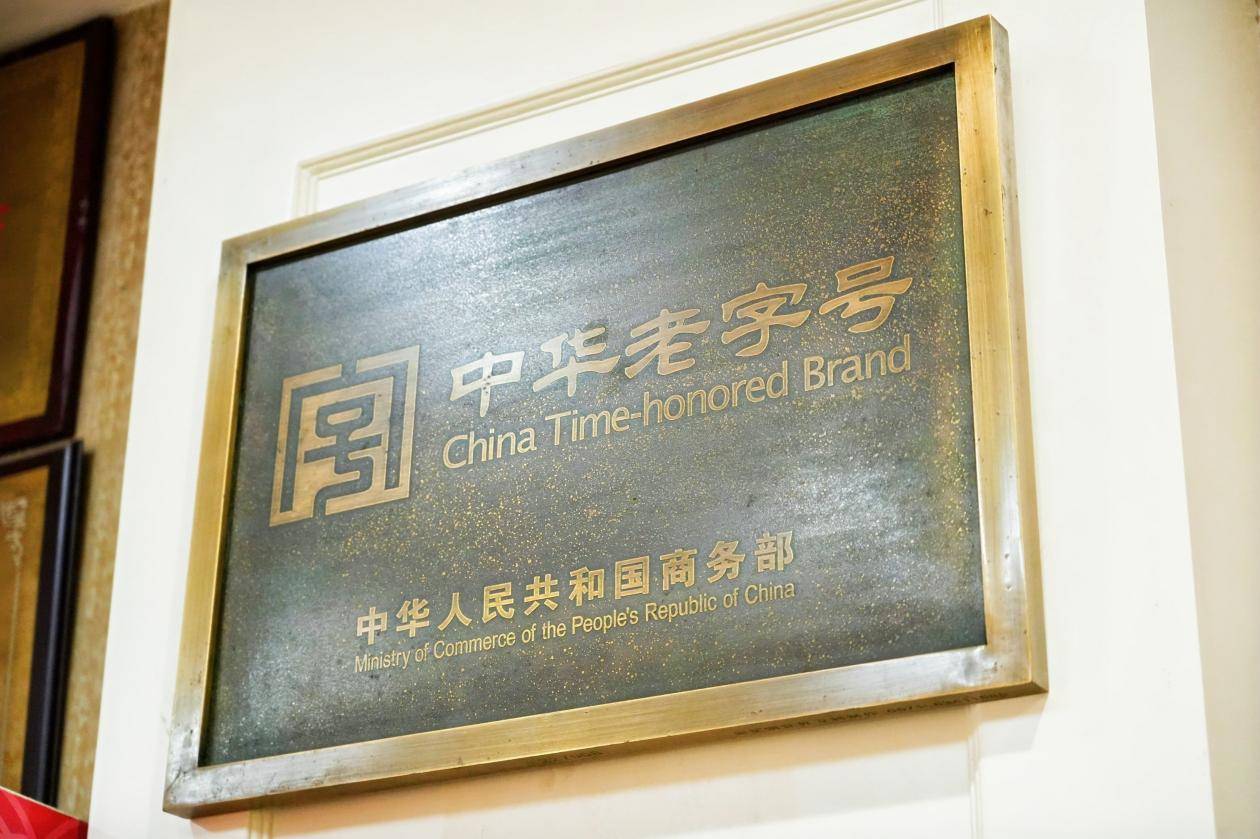 中华老字号
China Time-honored Brand
中华人民共和国商务部
Ministry of Commerce of the People's Republic of China